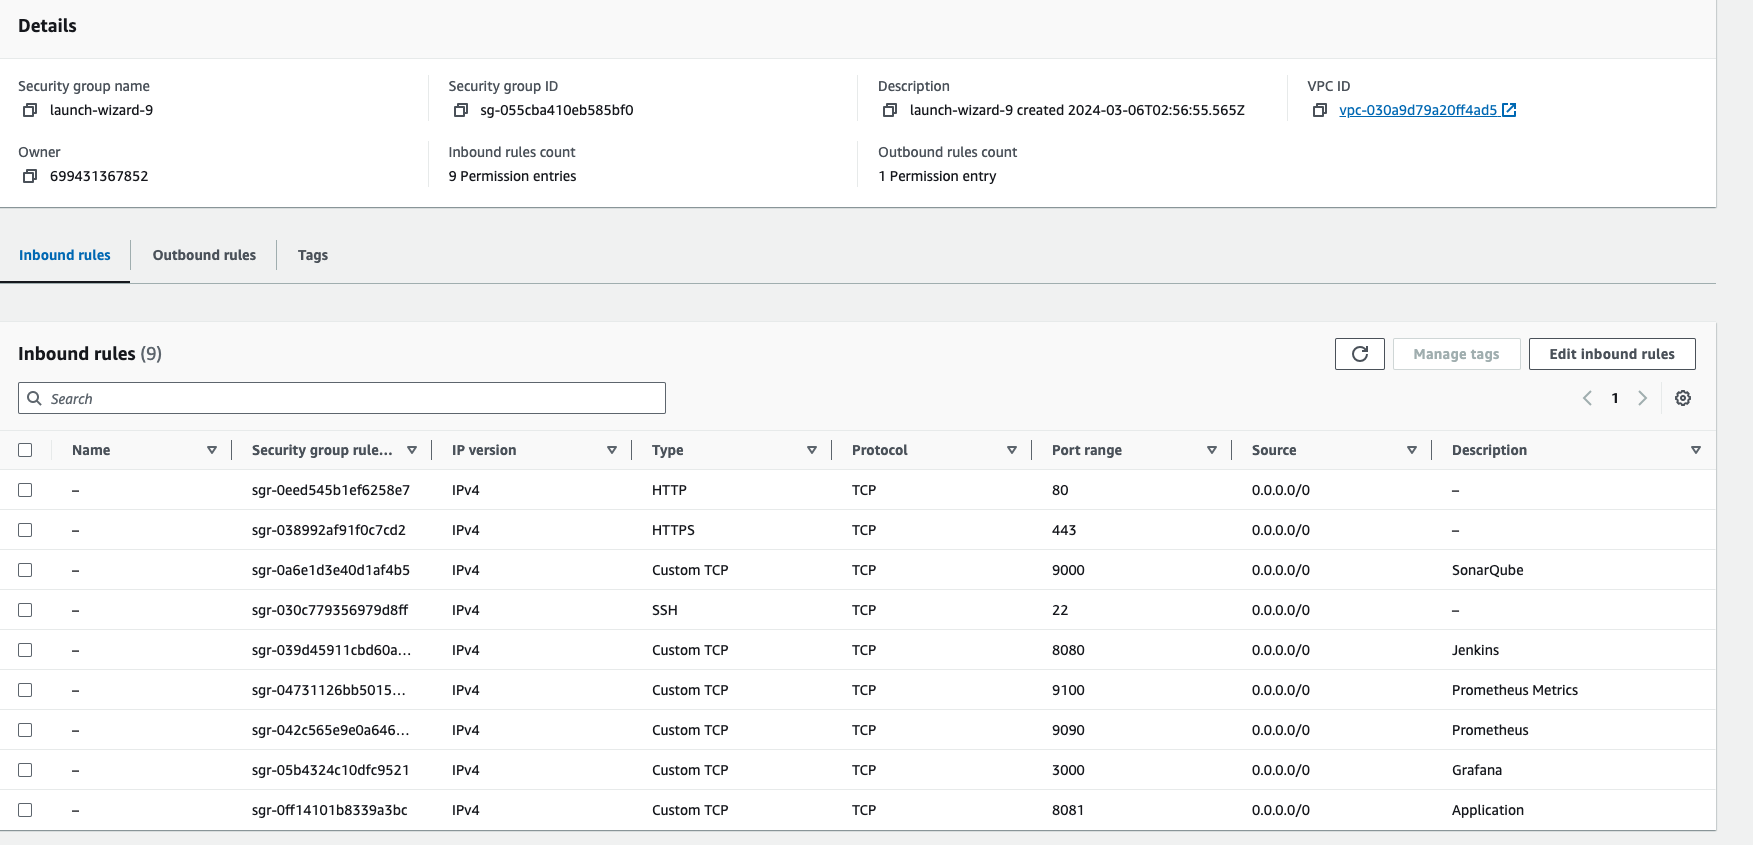 Details
Security group name
launch-wizard-9
Security group ID
sg-055cba410eb585bf0
Description
launch-wizard-9 created 2024-03-06T02:56:55.565Z
VPC ID
vpc-030a9d79a20ff4ad5
Owner
699431367852
Inbound rules count
9 Permission entries
Outbound rules count
1 Permission entry
Inbound rules Outbound rules Tags
Inbound rules (9)
Manage tags Edit inbound rules
Search
1
Name Security group rule... IP version Type Protocol Port range Source Description
– sgr-0eed545b1ef6258e7 IPv4 HTTP TCP 80 0.0.0.0/0 –
– sgr-038992af91f0c7cd2 IPv4 HTTPS TCP 443 0.0.0.0/0 –
– sgr-0a6e1d3e40d1af4b5 IPv4 Custom TCP TCP 9000 0.0.0.0/0 SonarQube
– sgr-030c779356979d8ff IPv4 SSH TCP 22 0.0.0.0/0 –
– sgr-039d45911cbd60a... IPv4 Custom TCP TCP 8080 0.0.0.0/0 Jenkins
– sgr-04731126bb5015... IPv4 Custom TCP TCP 9100 0.0.0.0/0 Prometheus Metrics
– sgr-042c565e9e0a646... IPv4 Custom TCP TCP 9090 0.0.0.0/0 Prometheus
– sgr-05b4324c10dfc9521 IPv4 Custom TCP TCP 3000 0.0.0.0/0 Grafana
– sgr-0ff14101b8339a3bc IPv4 Custom TCP TCP 8081 0.0.0.0/0 Application